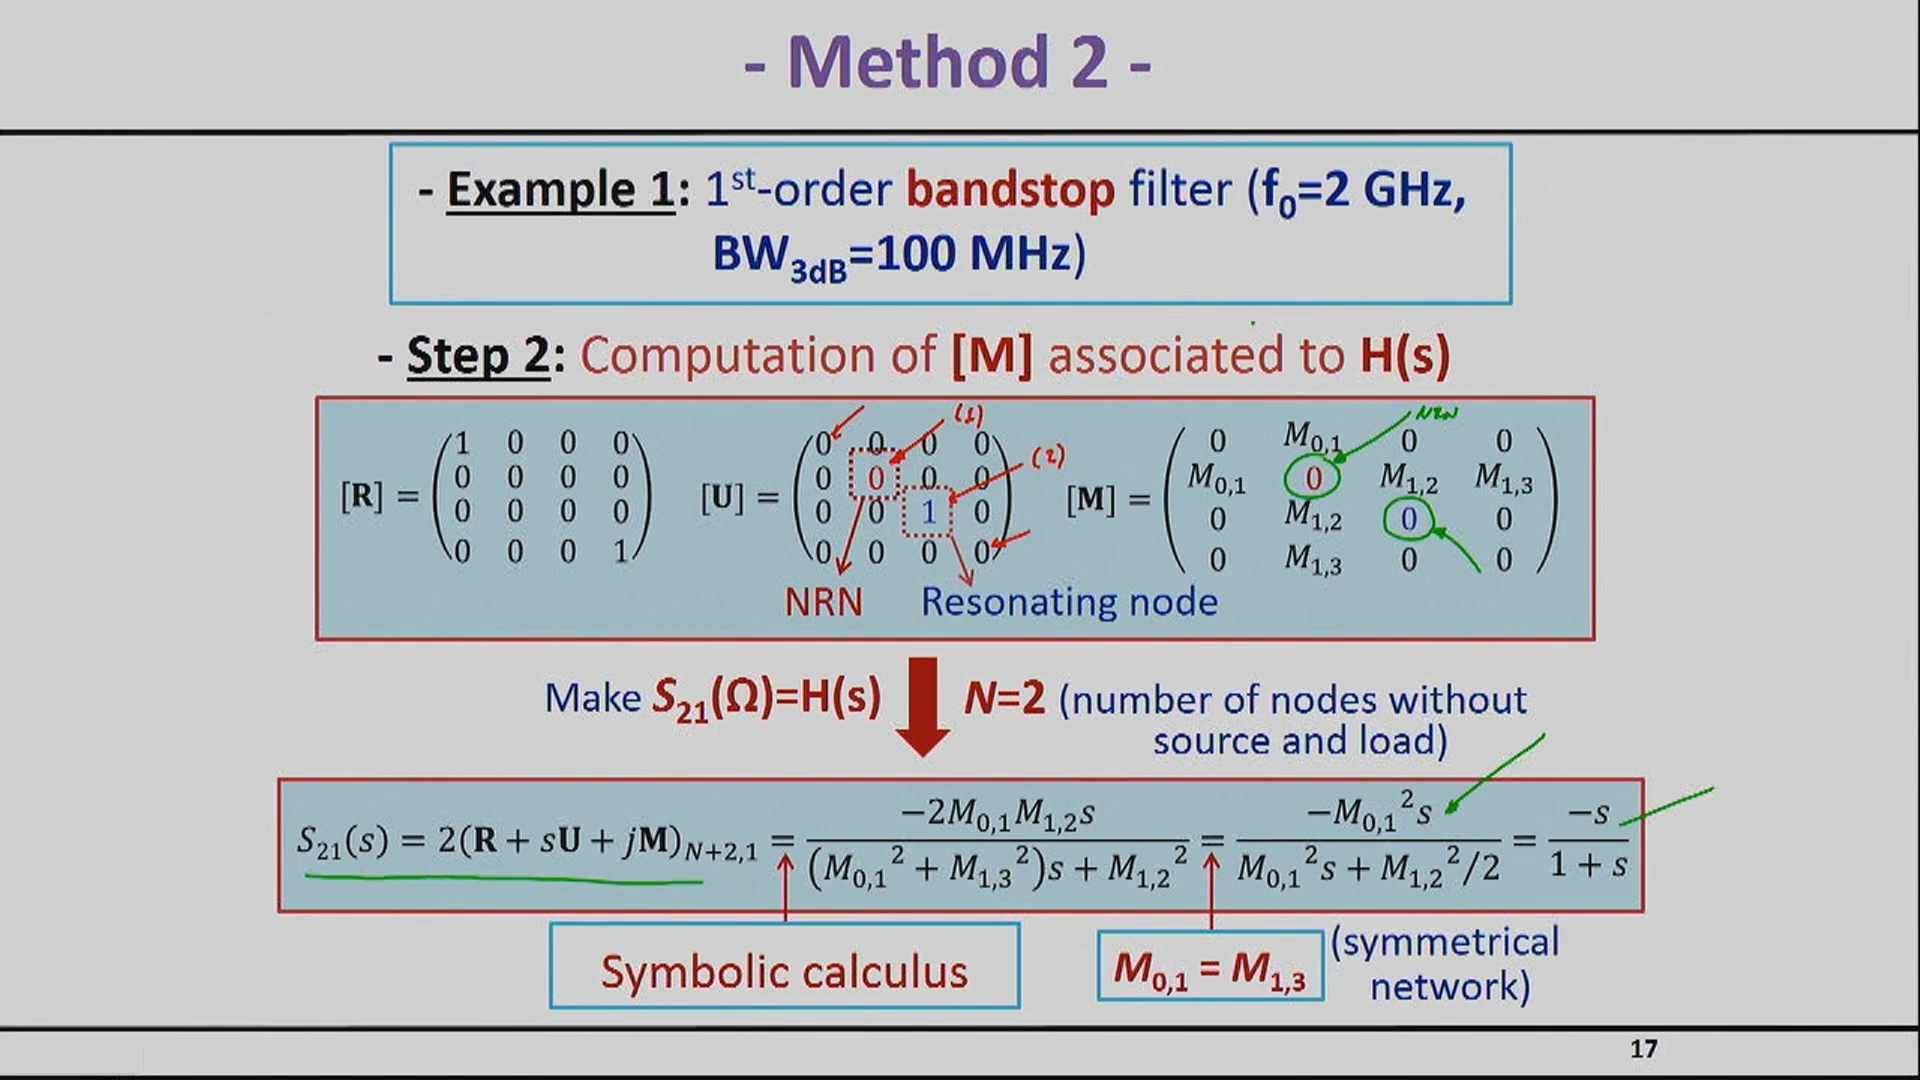 - Method 2 -
- Example 1: 1st-order bandstop filter (f0=2 GHz,
BW3dB=100 MHz)
- Step 2: Computation of [M] associated to H(s)
[R] = (1 0 0 0
0 0 0 0
0 0 0 0
0 0 0 1)
[U] = (0 0 0 0
0 0 0 0
0 0 1 0
0 0 0 0)
(1)
(2)
NRN
Resonating node
[M] = (0 M0,1 0 0
M0,1 0 M1,2 M1,3
0 M1,2 0 0
0 M1,3 0 0)
NRN
Make S21(Ω)=H(s)
N=2 (number of nodes without
source and load)
S21(s) = 2(R + sU + jM)N+2,1 = −2M0,1M1,2s / ((M0,1² + M1,3²)s + M1,2²) = −M0,1²s / (M0,1²s + M1,2²/2) = −s / (1 + s)
Symbolic calculus
M0,1 = M1,3
(symmetrical
network)
17